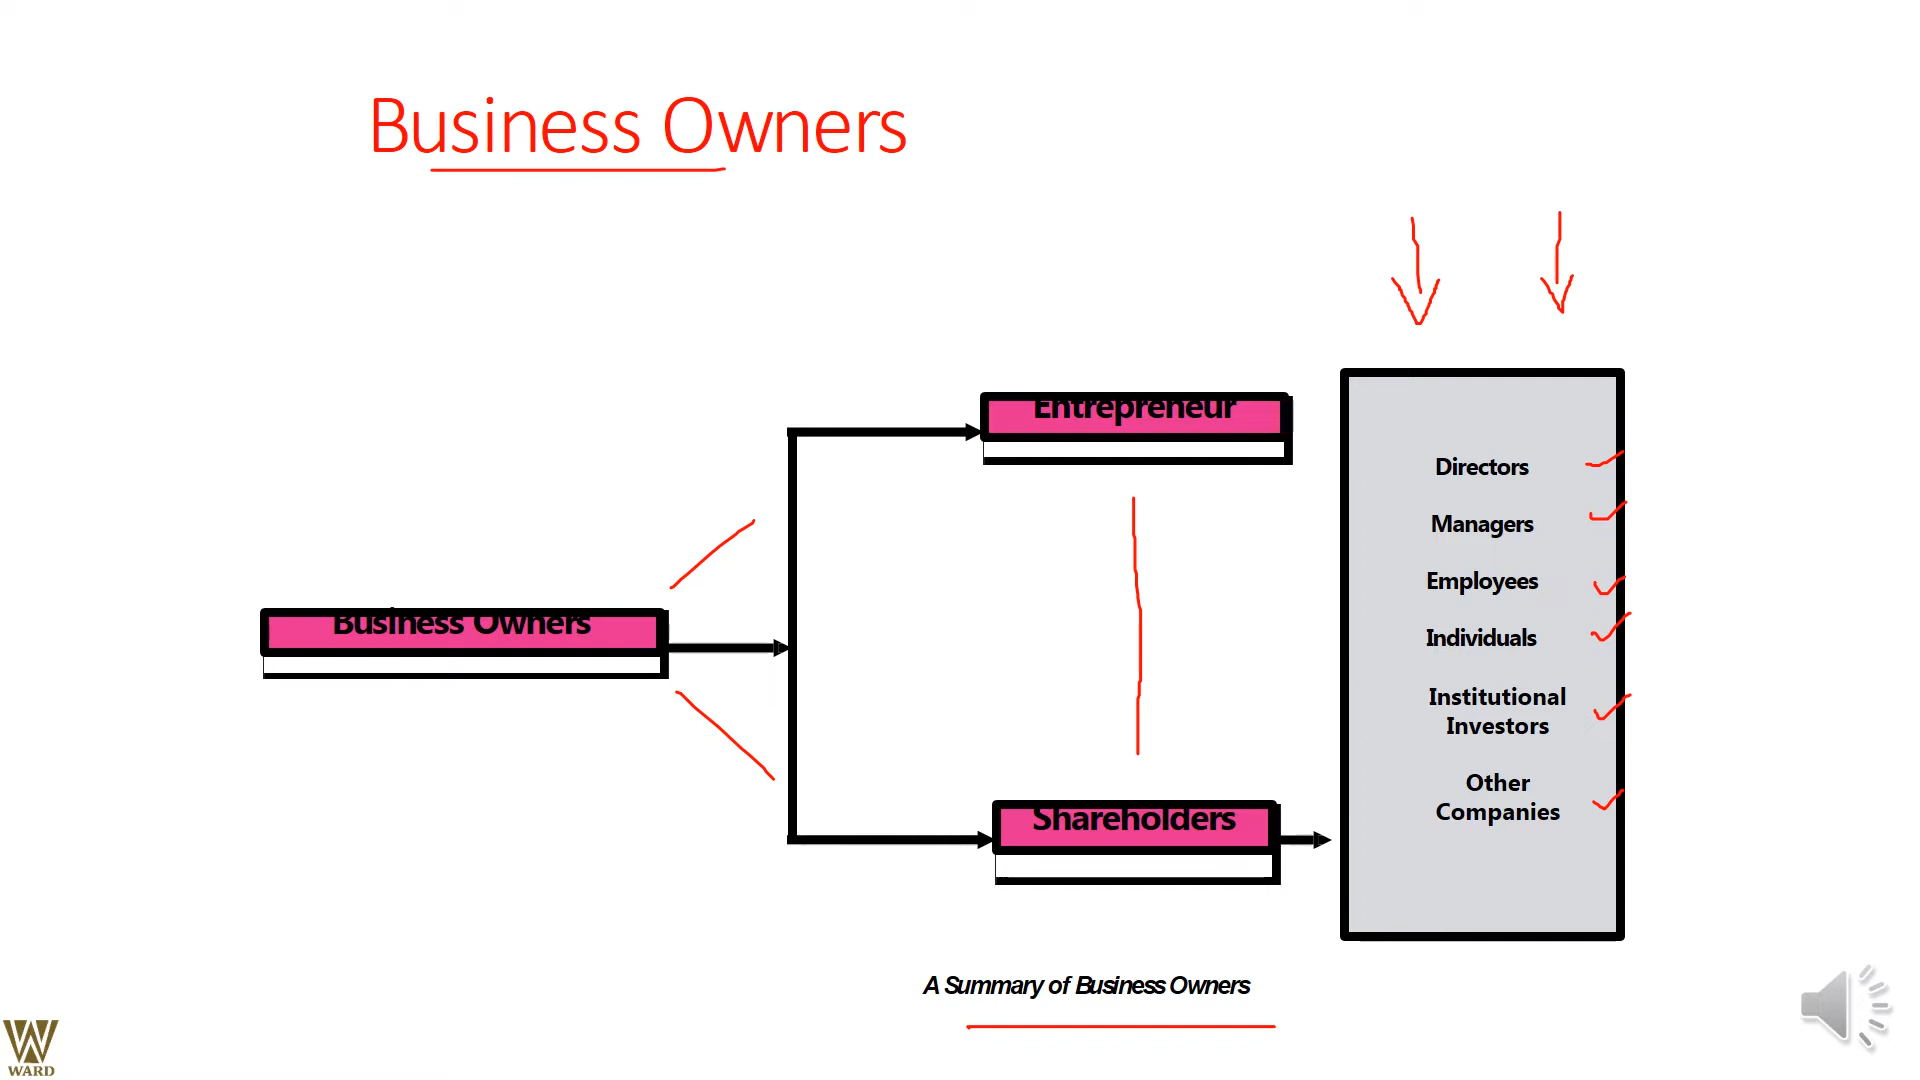 Business Owners
Entrepreneur
Directors
Managers
Employees
Individuals
Business Owners
Institutional
Investors
Other
Companies
Shareholders
A Summary of Business Owners
WARD